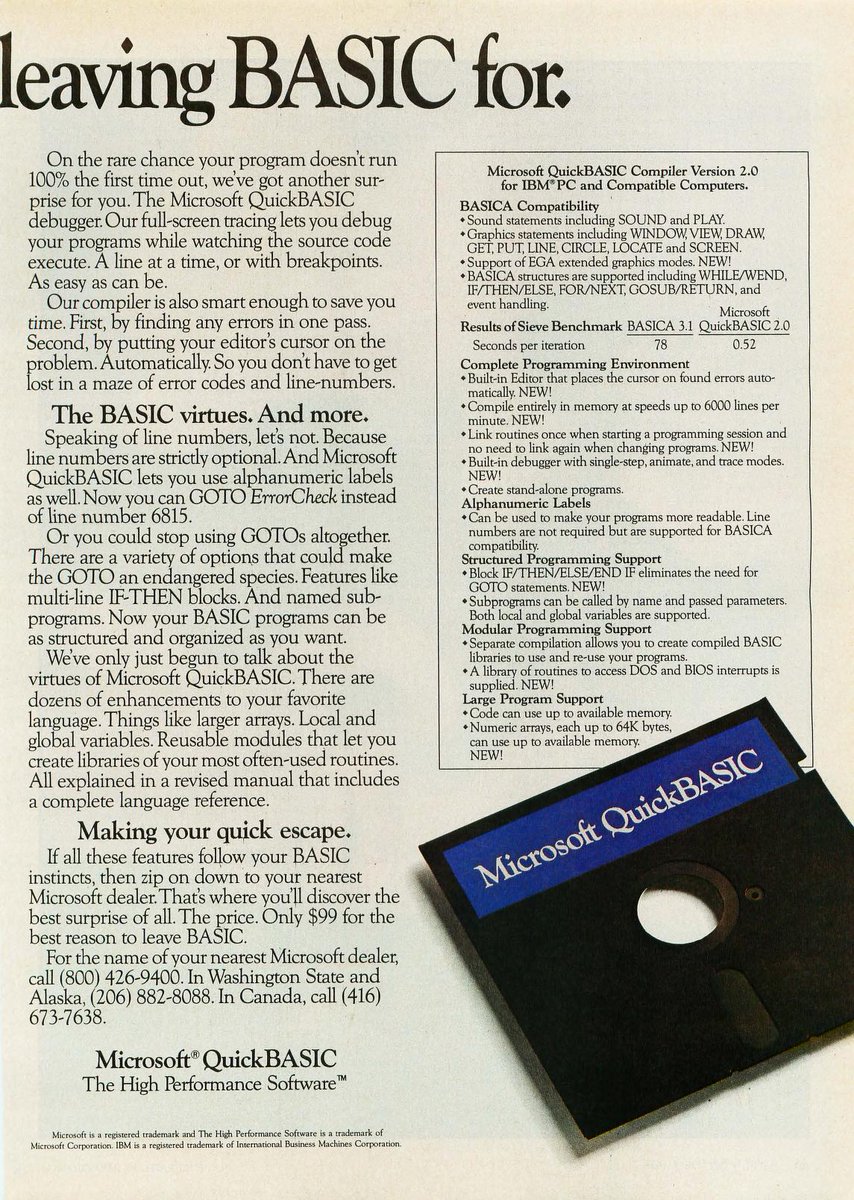 leaving BASIC for.
On the rare chance your program doesn't run
100% the first time out, we've got another sur-
prise for you. The Microsoft QuickBASIC
debugger. Our full-screen tracing lets you debug
your programs while watching the source code
execute. A line at a time, or with breakpoints.
As easy as can be.
Our compiler is also smart enough to save you
time. First, by finding any errors in one pass.
Second, by putting your editor's cursor on the
problem. Automatically. So you don't have to get
lost in a maze of error codes and line-numbers.
The BASIC virtues. And more.
Speaking of line numbers, let's not. Because
line numbers are strictly optional. And Microsoft
QuickBASIC lets you use alphanumeric labels
as well. Now you can GOTO ErrorCheck instead
of line number 6815.
Or you could stop using GOTOs altogether.
There are a variety of options that could make
the GOTO an endangered species. Features like
multi-line IF-THEN blocks. And named sub-
programs. Now your BASIC programs can be
as structured and organized as you want.
We've only just begun to talk about the
virtues of Microsoft QuickBASIC. There are
dozens of enhancements to your favorite
language. Things like larger arrays. Local and
global variables. Reusable modules that let you
create libraries of your most often-used routines.
All explained in a revised manual that includes
a complete language reference.
Making your quick escape.
If all these features follow your BASIC
instincts, then zip on down to your nearest
Microsoft dealer. That's where you'll discover the
best surprise of all. The price. Only $99 for the
best reason to leave BASIC.
For the name of your nearest Microsoft dealer,
call (800) 426-9400. In Washington State and
Alaska, (206) 882-8088. In Canada, call (416)
673-7638.
Microsoft® QuickBASIC
The High Performance Software™
Microsoft is a registered trademark and The High Performance Software is a trademark of
Microsoft Corporation. IBM is a registered trademark of International Business Machines Corporation.
Microsoft QuickBASIC Compiler Version 2.0
for IBM® PC and Compatible Computers.
BASICA Compatibility
◆ Sound statements including SOUND and PLAY.
◆ Graphics statements including WINDOW, VIEW, DRAW,
GET, PUT, LINE, CIRCLE, LOCATE and SCREEN.
◆ Support of EGA extended graphics modes. NEW!
◆ BASICA structures are supported including WHILE/WEND,
IF/THEN/ELSE, FOR/NEXT, GOSUB/RETURN, and
event handling.
Microsoft
Results of Sieve Benchmark BASICA 3.1 QuickBASIC 2.0
Seconds per iteration 78 0.52
Complete Programming Environment
◆ Built-in Editor that places the cursor on found errors auto-
matically. NEW!
◆ Compile entirely in memory at speeds up to 6000 lines per
minute. NEW!
◆ Link routines once when starting a programming session and
no need to link again when changing programs. NEW!
◆ Built-in debugger with single-step, animate, and trace modes.
NEW!
◆ Create stand-alone programs.
Alphanumeric Labels
◆ Can be used to make your programs more readable. Line
numbers are not required but are supported for BASICA
compatibility.
Structured Programming Support
◆ Block IF/THEN/ELSE/END IF eliminates the need for
GOTO statements. NEW!
◆ Subprograms can be called by name and passed parameters.
Both local and global variables are supported.
Modular Programming Support
◆ Separate compilation allows you to create compiled BASIC
libraries to use and re-use your programs.
◆ A library of routines to access DOS and BIOS interrupts is
supplied. NEW!
Large Program Support
◆ Code can use up to available memory.
◆ Numeric arrays, each up to 64K bytes,
can use up to available memory.
NEW!
Microsoft QuickBASIC